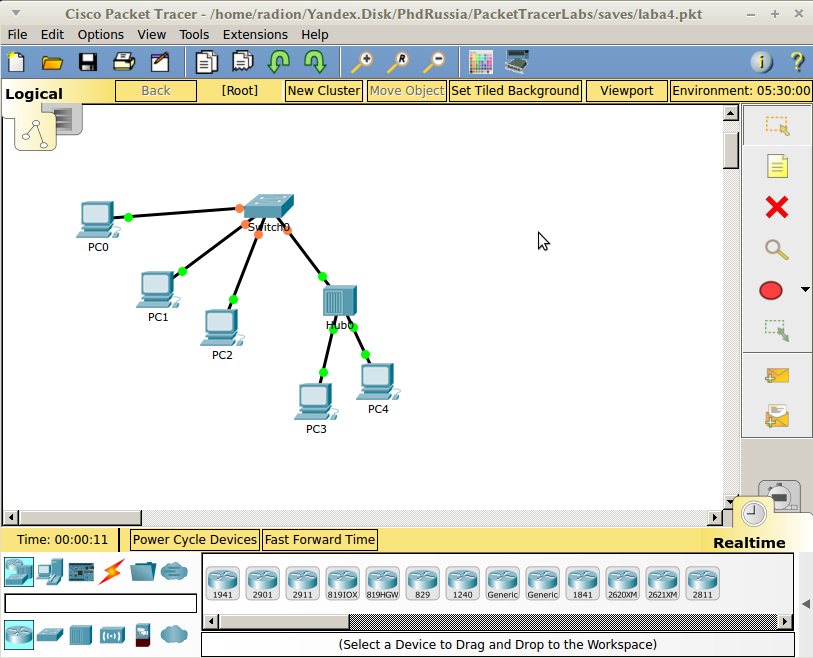 Cisco Packet Tracer - /home/radion/Yandex.Disk/PhdRussia/PacketTracerLabs/saves/laba4.pkt
File Edit Options View Tools Extensions Help
Logical Back [Root] New Cluster Move Object Set Tiled Background Viewport Environment: 05:30:00
Switch0
PC0
PC1
Hub0
PC2
PC4
PC3
Time: 00:00:11 Power Cycle Devices Fast Forward Time
Realtime
1941 2901 2911 819IOX 819HGW 829 1240 Generic Generic 1841 2620XM 2621XM 2811
(Select a Device to Drag and Drop to the Workspace)